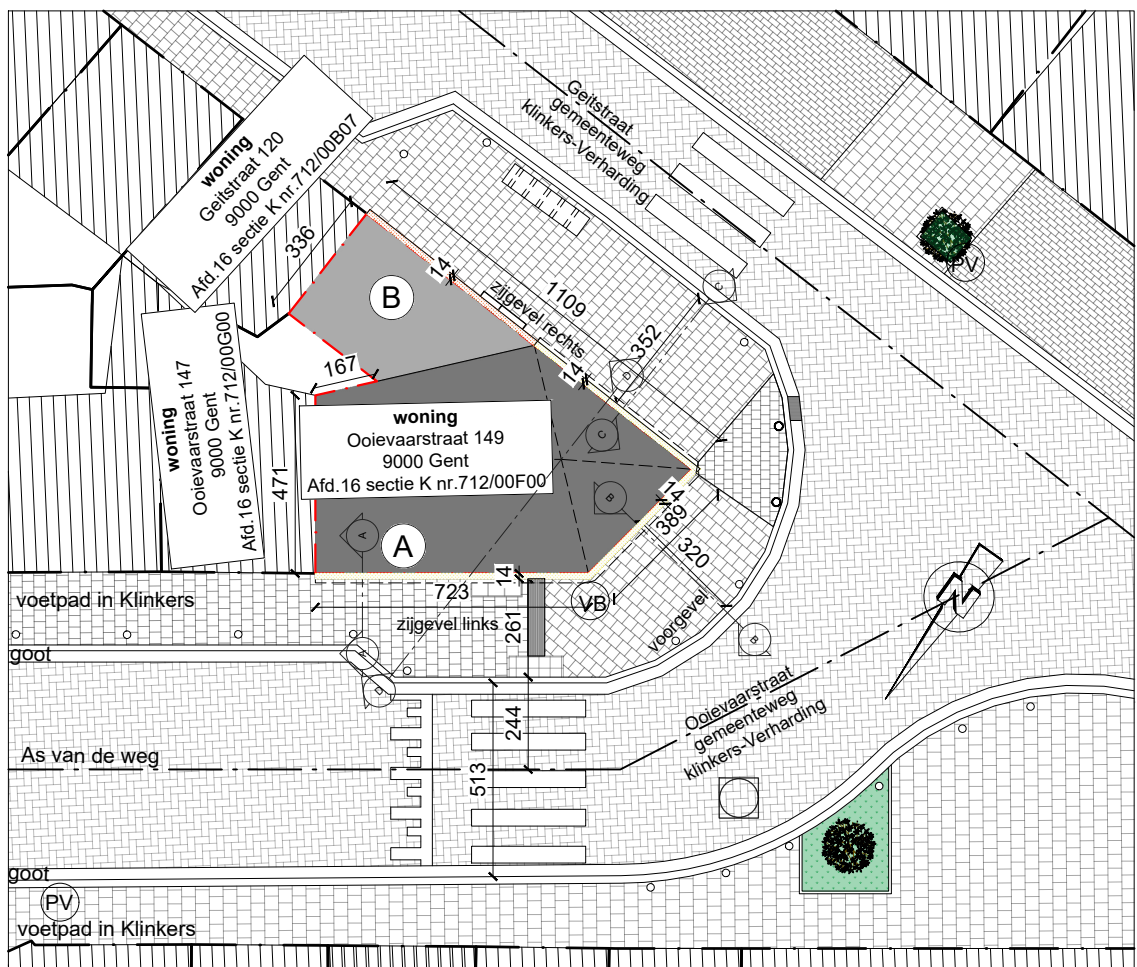 Geitstraat
gemeenteweg
klinkers-Verharding
woning
Geitstraat 120
9000 Gent
Afd.16 sectie K nr.712/00B07
336
B
14
zijgevel rechts
1109
352
C
PV
woning
Ooievaarstraat 147
9000 Gent
Afd.16 sectie K nr.712/00G00
167
14
D
471
woning
Ooievaarstraat 149
9000 Gent
Afd.16 sectie K nr.712/00F00
C
B
14
389
320
A
A
14
723
VB
voetpad in Klinkers
zijgevel links
261
voorgevel
B
goot
A
D
Ooievaarstraat
gemeenteweg
klinkers-Verharding
N
244
As van de weg
513
goot
PV
voetpad in Klinkers